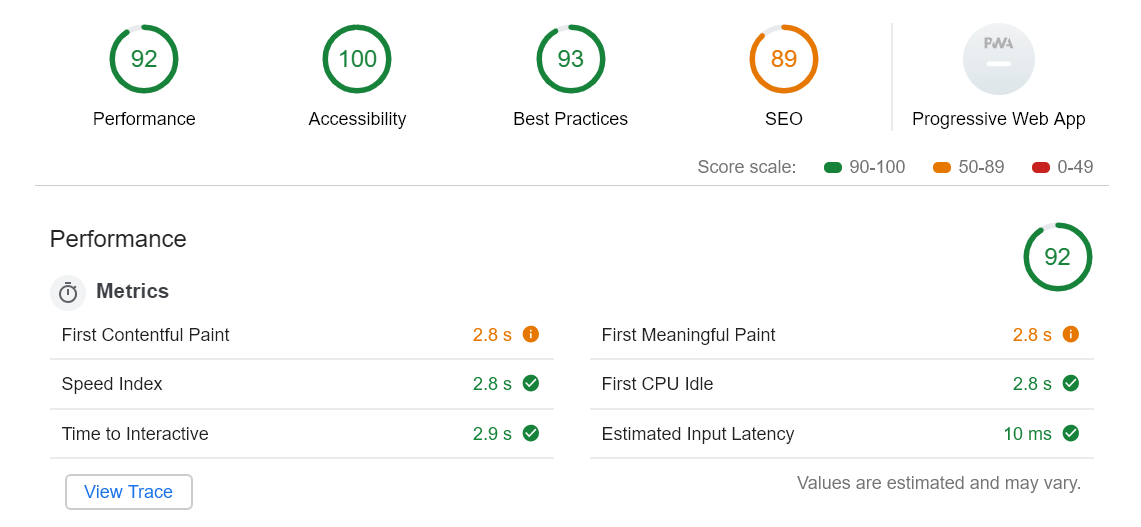 92 100 93 89 PWA
Performance Accessibility Best Practices SEO Progressive Web App
Score scale: 90-100 50-89 0-49
Performance 92
Metrics
First Contentful Paint 2.8 s First Meaningful Paint 2.8 s
Speed Index 2.8 s First CPU Idle 2.8 s
Time to Interactive 2.9 s Estimated Input Latency 10 ms
View Trace Values are estimated and may vary.